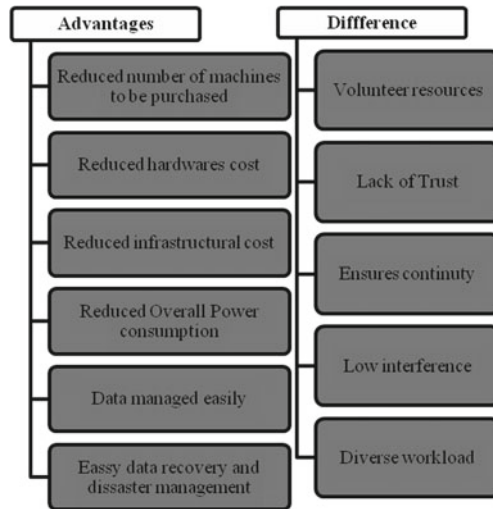 Advantages
Reduced number of machines
to be purchased
Reduced hardwares cost
Reduced infrastructural cost
Reduced Overall Power
consumption
Data managed easily
Eassy data recovery and
dissaster management
Diffference
Volunteer resources
Lack of Trust
Ensures continuty
Low interference
Diverse workload